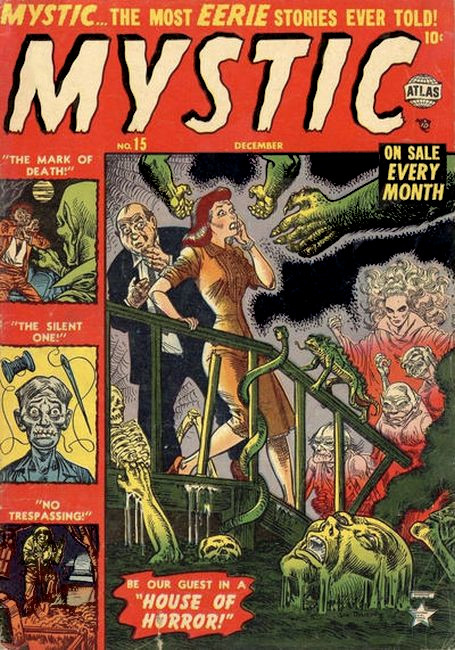 MYSTIC... THE MOST EERIE STORIES EVER TOLD!
10¢
MYSTIC
ATLAS
NO. 15
DECEMBER
ON SALE
EVERY
MONTH
"THE MARK OF
DEATH!"
"THE SILENT
ONE!"
"NO
TRESPASSING!"
BE OUR GUEST IN A
"HOUSE OF
HORROR!"